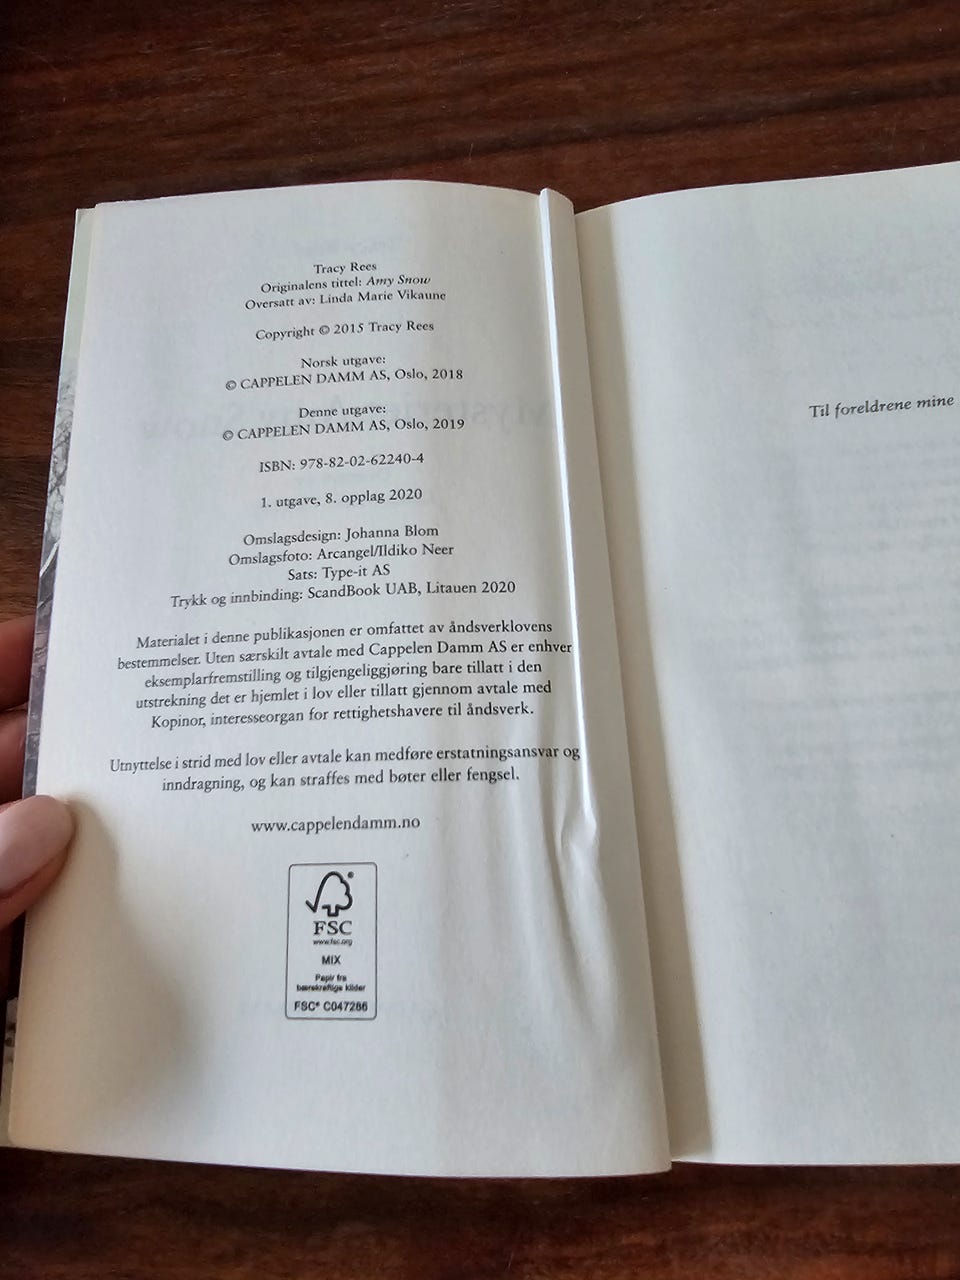 Tracy Rees
Originalens tittel: Amy Snow
Oversatt av: Linda Marie Vikaune
Copyright © 2015 Tracy Rees
Norsk utgave:
© CAPPELEN DAMM AS, Oslo, 2018
Denne utgave:
© CAPPELEN DAMM AS, Oslo, 2019
ISBN: 978-82-02-62240-4
1. utgave, 8. opplag 2020
Omslagsdesign: Johanna Blom
Omslagsfoto: Arcangel/Ildiko Neer
Sats: Type-it AS
Trykk og innbinding: ScandBook UAB, Litauen 2020
Materialet i denne publikasjonen er omfattet av åndsverklovens
bestemmelser. Uten særskilt avtale med Cappelen Damm AS er enhver
eksemplarfremstilling og tilgjengeliggjøring bare tillatt i den
utstrekning det er hjemlet i lov eller tillatt gjennom avtale med
Kopinor, interesseorgan for rettighetshavere til åndsverk.
Utnyttelse i strid med lov eller avtale kan medføre erstatningsansvar og
inndragning, og kan straffes med bøter eller fengsel.
www.cappelendamm.no
FSC
www.fsc.org
MIX
Papir fra
bærekraftige kilder
FSC® C047286
Til foreldrene mine